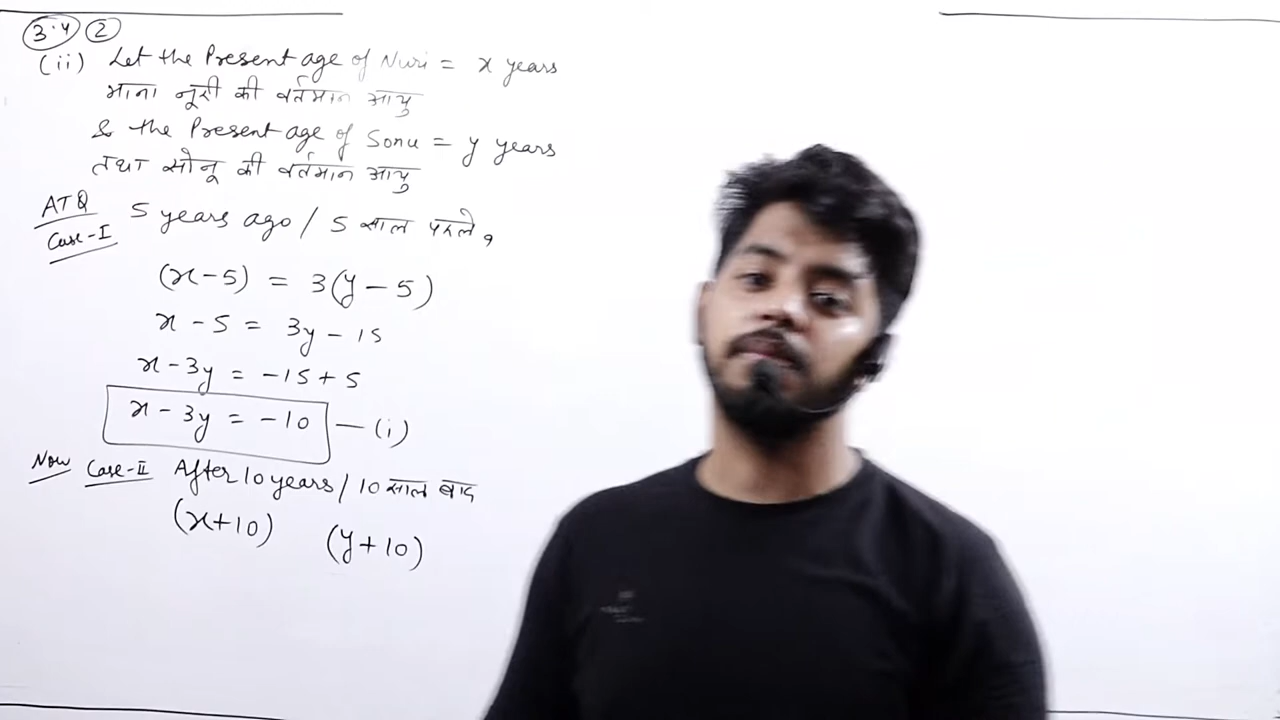 3.4 2
(ii) Let the Present age of Nuri = x years
माना नूरी की वर्तमान आयु
& the Present age of Sonu = y years
तथा सोनू की वर्तमान आयु
ATQ
Case-I 5 years ago / 5 साल पहले,
(x-5) = 3(y-5)
x - 5 = 3y - 15
x - 3y = -15 + 5
x - 3y = -10 — (i)
Now Case-II After 10 years / 10 साल बाद
(x+10) (y+10)